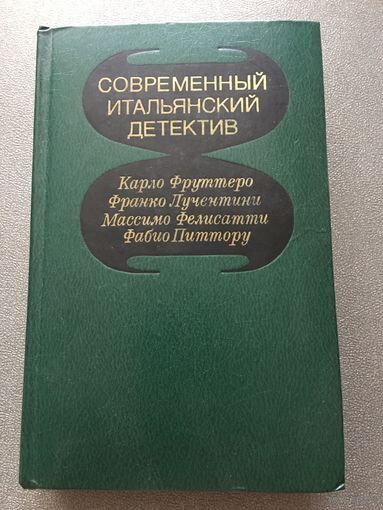 СОВРЕМЕННЫЙ
ИТАЛЬЯНСКИЙ
ДЕТЕКТИВ
Карло Фруттеро
Франко Лучентини
Массимо Фелисатти
Фабио Питтору